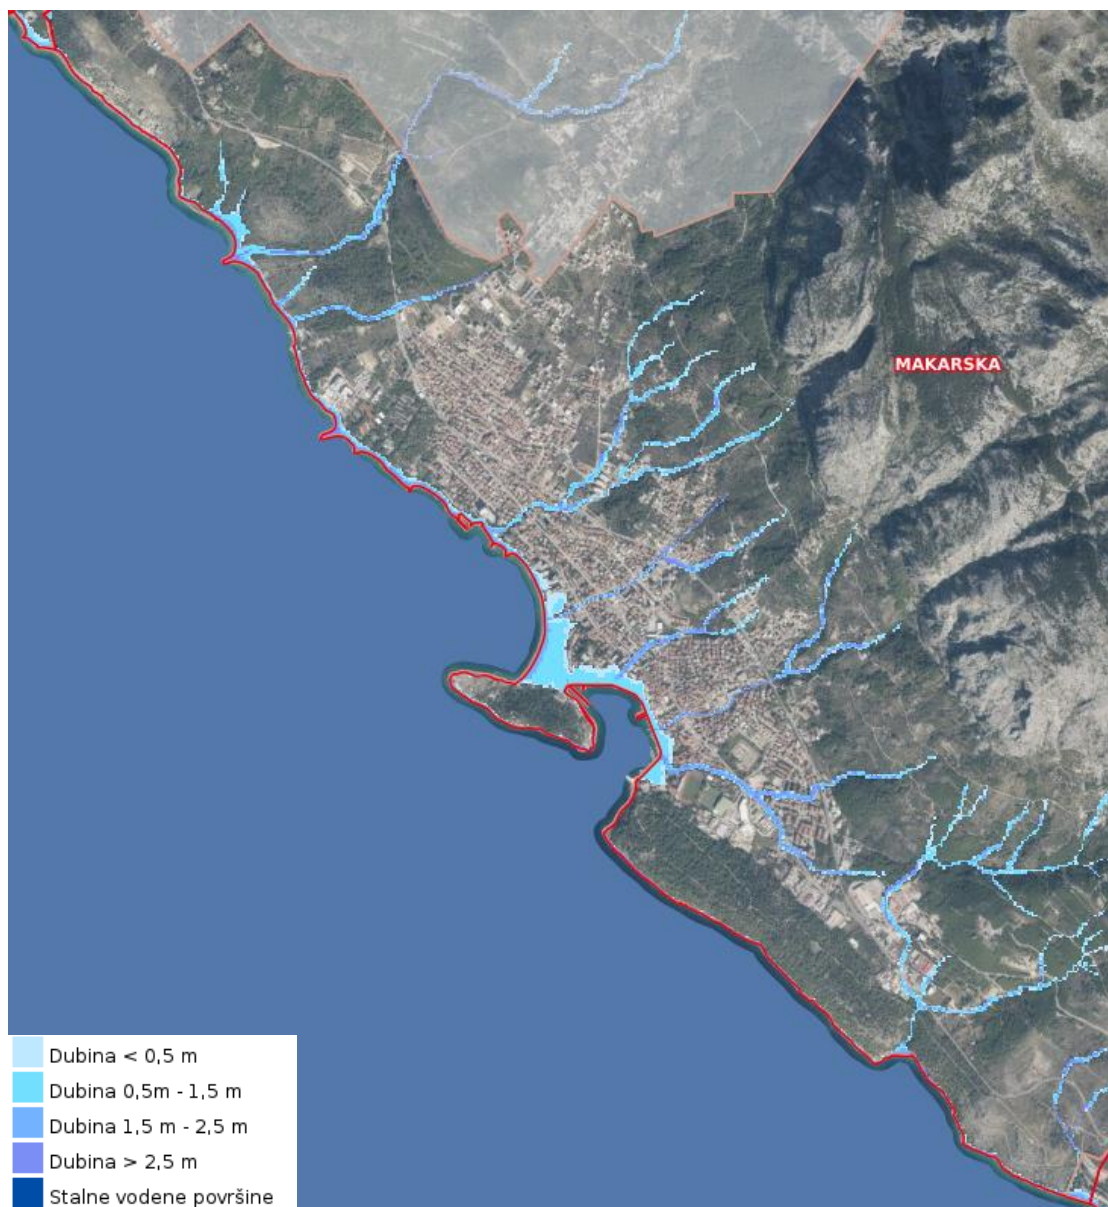 MAKARSKA
Dubina < 0,5 m
Dubina 0,5m - 1,5 m
Dubina 1,5 m - 2,5 m
Dubina > 2,5 m
Stalne vodene površine